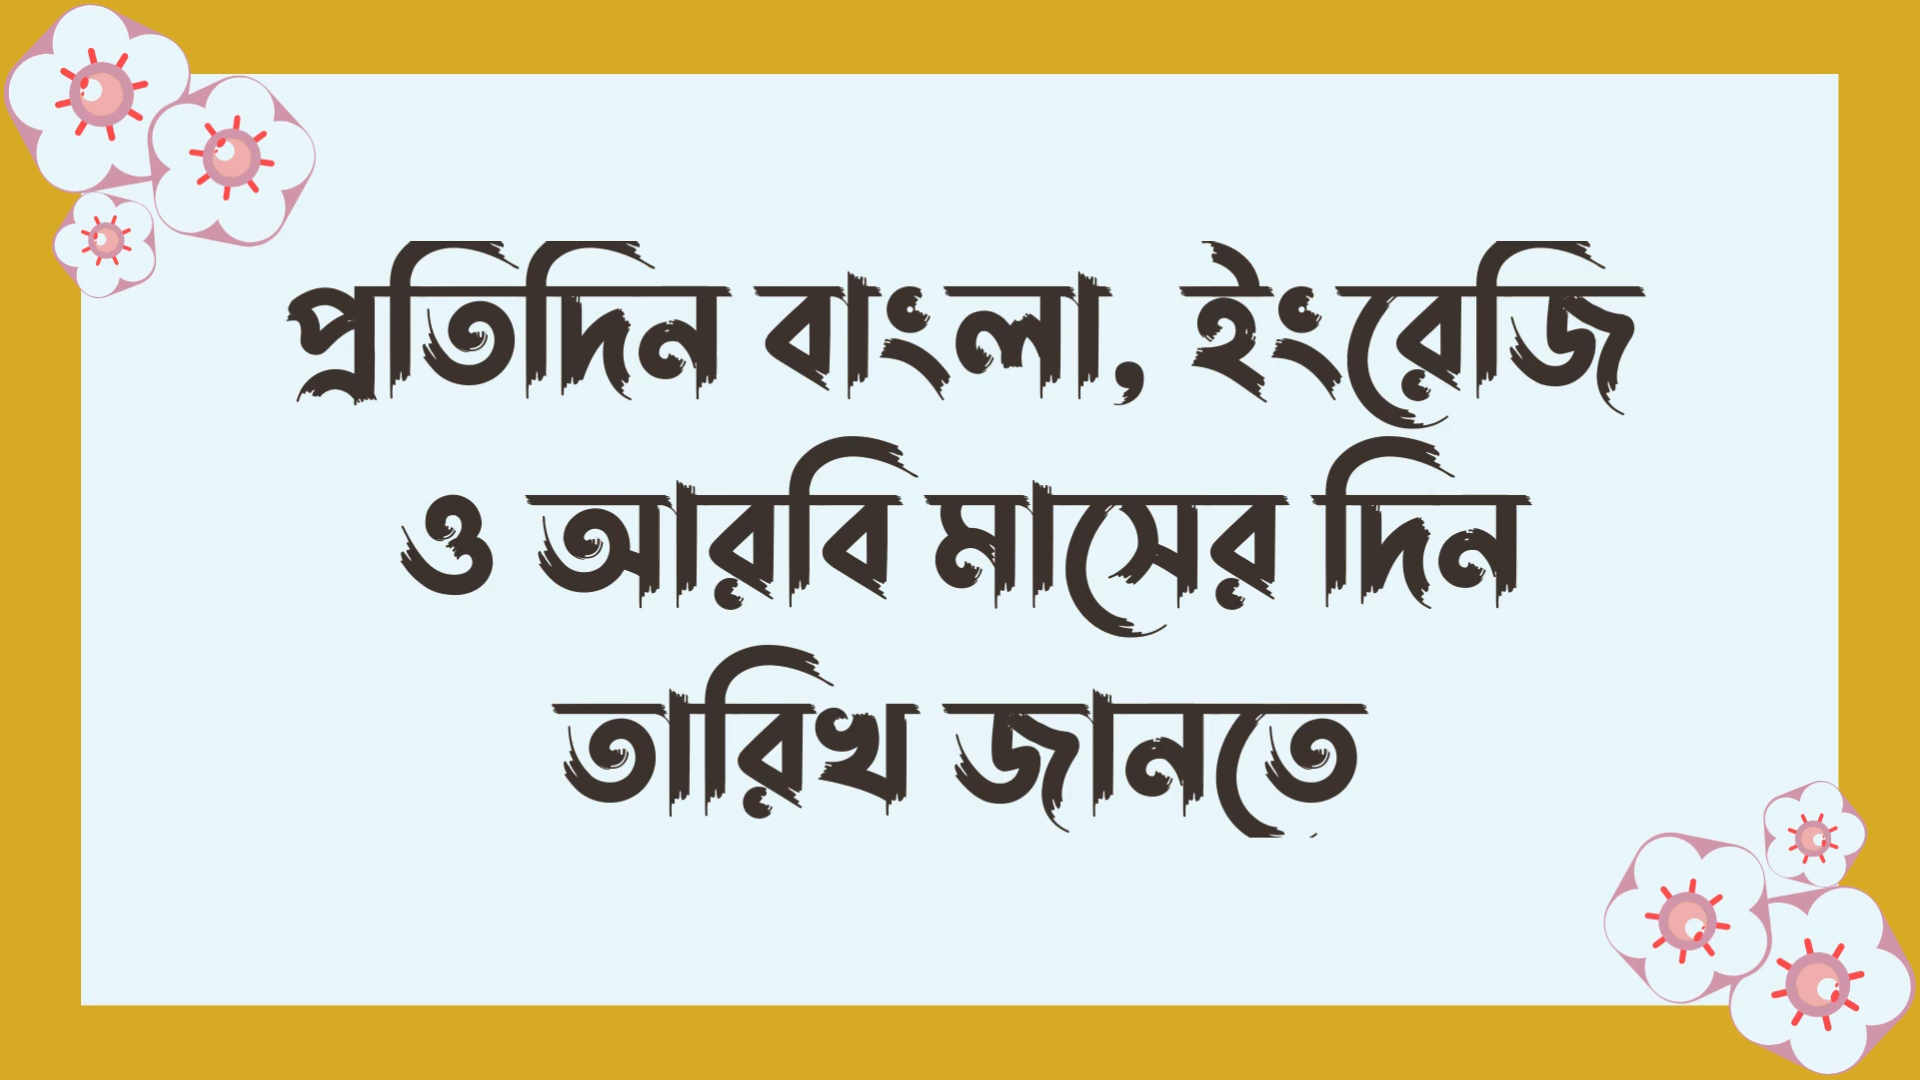 প্রতিদিন বাংলা, ইংরেজি
ও আরবি মাসের দিন
তারিখ জানতে